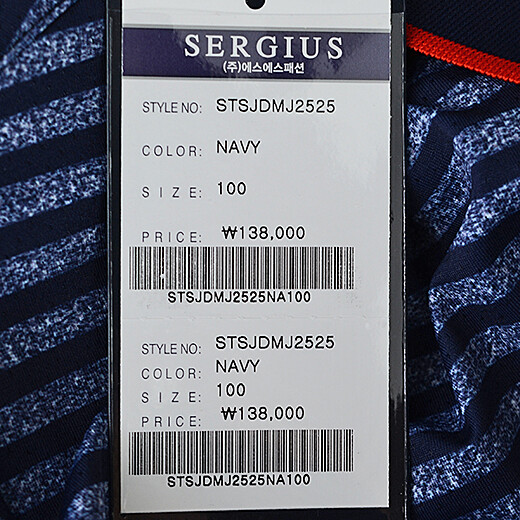 SERGIUS
(주)에스에스패션
STYLE NO: STSJDMJ2525
COLOR: NAVY
SIZE: 100
PRICE: ₩138,000
STSJDMJ2525NA100
STYLE NO: STSJDMJ2525
COLOR: NAVY
SIZE: 100
PRICE: ₩138,000
STSJDMJ2525NA100